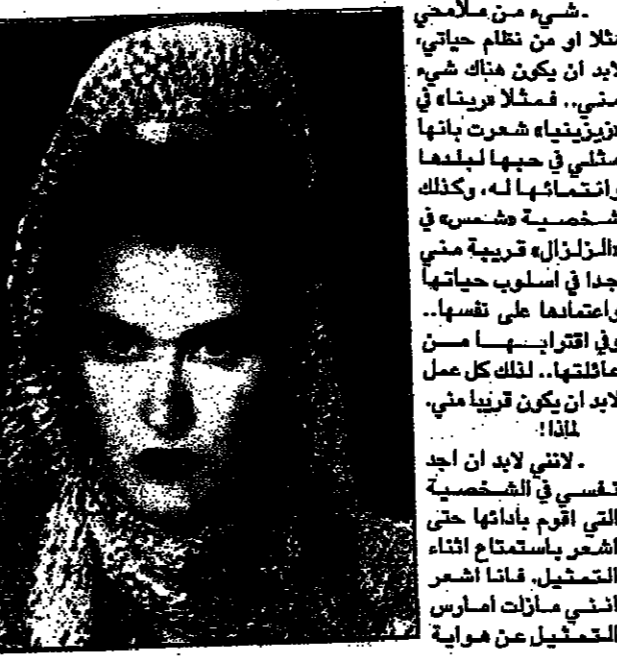 .شيء من ملامحي
مثلا او من نظام حياتي،
لابد ان يكون هناك شيء
مني.. فمثلا «رينا» في
«زيزينيا» شعرت بانها
مثلي في حبها لبلدها
وانتمائها له، وكذلك
شخصية «شمس» في
«الزلزال» قريبة مني
جدا في اسلوب حياتها
واعتمادها على نفسها..
وفي اقترابها من
عائلتها.. لذلك كل عمل
لابد ان يكون قريبا مني.
لماذا!
. لانني لابد ان اجد
نفسي في الشخصية
التي اقوم بأدائها حتى
اشعر باستمتاع اثناء
التمثيل. فانا اشعر
انني مازلت امارس
التمثيل عن هواية